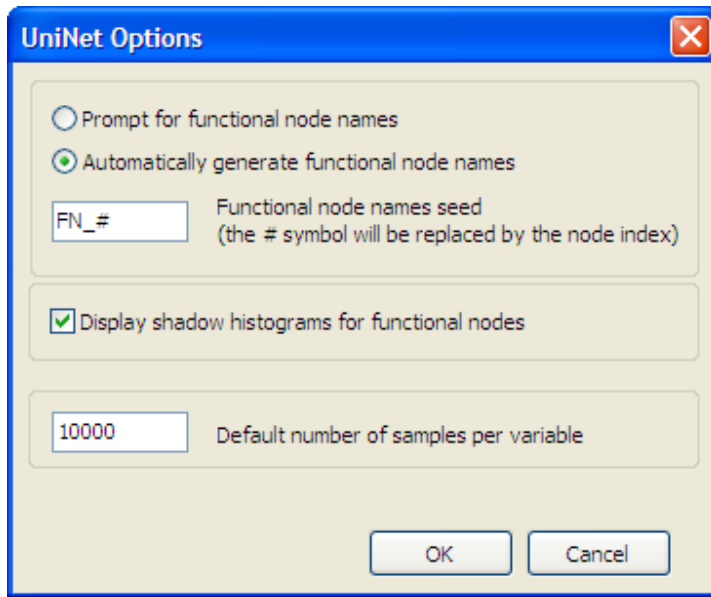 UniNet Options
Prompt for functional node names
Automatically generate functional node names
FN_#
Functional node names seed
(the # symbol will be replaced by the node index)
Display shadow histograms for functional nodes
10000
Default number of samples per variable
OK
Cancel